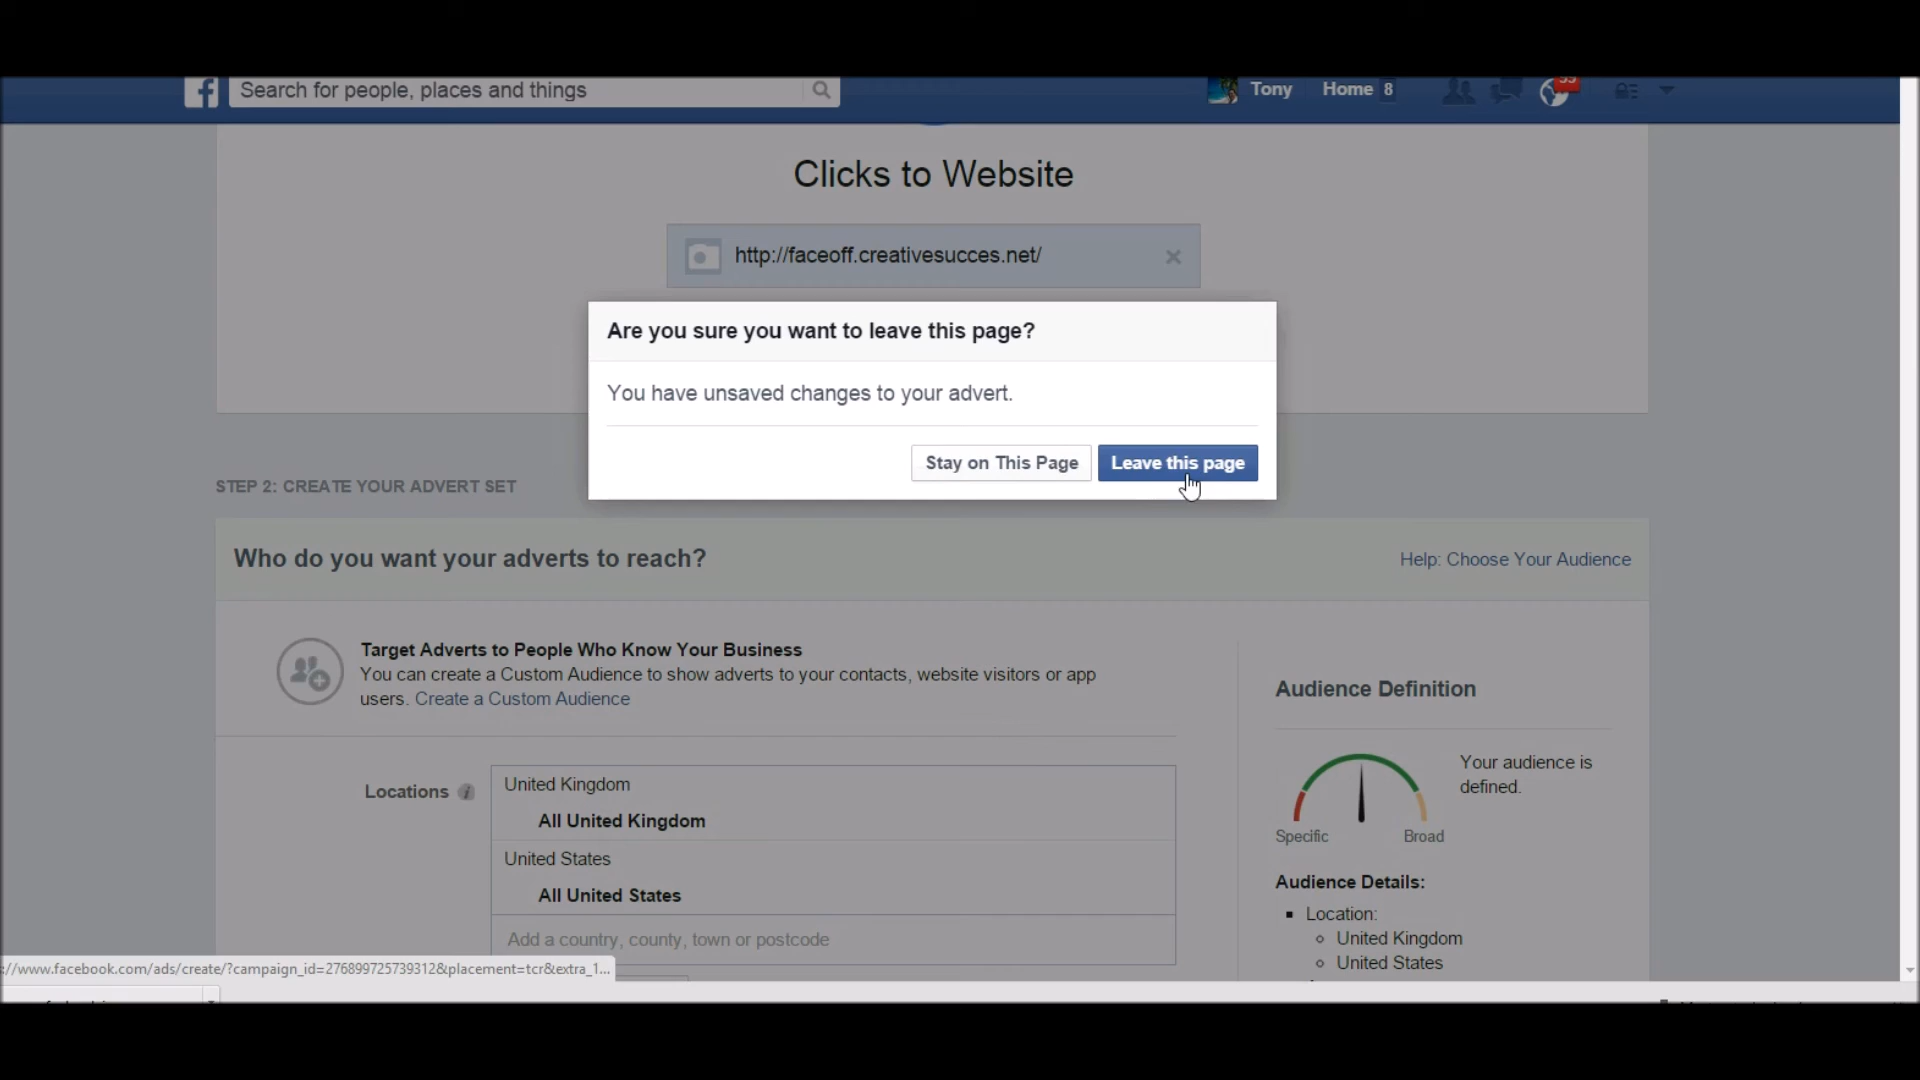 Search for people, places and things
Tony
Home 8
Clicks to Website
http://faceoff.creativesucces.net/
Are you sure you want to leave this page?
You have unsaved changes to your advert.
Stay on This Page
Leave this page
STEP 2: CREATE YOUR ADVERT SET
Who do you want your adverts to reach?
Help: Choose Your Audience
Target Adverts to People Who Know Your Business
You can create a Custom Audience to show adverts to your contacts, website visitors or app
users. Create a Custom Audience
Locations
United Kingdom
All United Kingdom
United States
All United States
Add a country, county, town or postcode
Audience Definition
Your audience is
defined.
Specific
Broad
Audience Details:
Location:
United Kingdom
United States
://www.facebook.com/ads/create/?campaign_id=276899725739312&placement=tcr&extra_1...